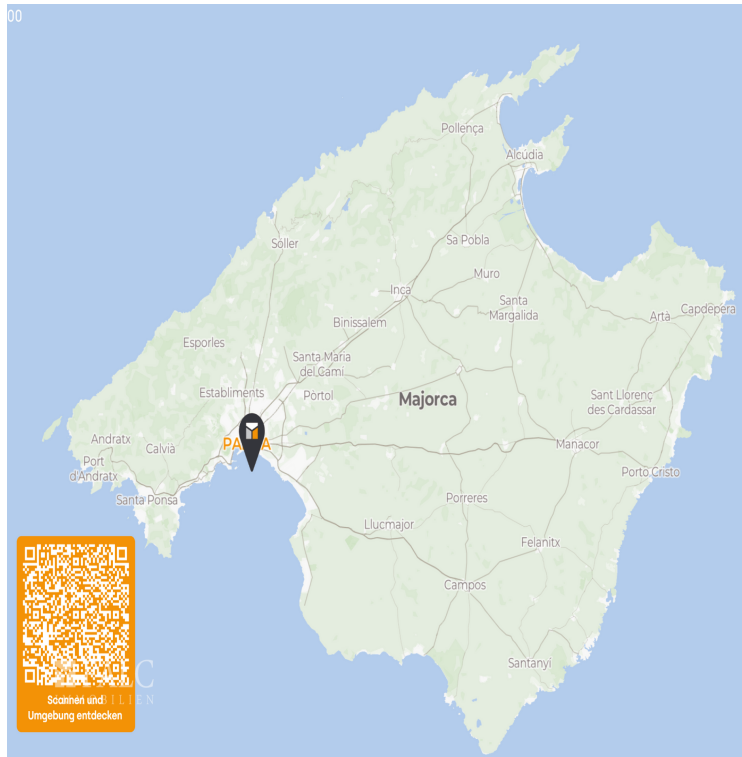 00
Pollença
Alcúdia
Sóller
Sa Pobla
Muro
Inca
Santa
Margalida
Artà
Capdepera
Binissalem
Esporles
Santa Maria
del Camí
Establiments
Pòrtol
Majorca
Sant Llorenç
des Cardassar
Andratx
Calvià
Manacor
Port
d'Andratx
Porto Cristo
Santa Ponsa
Porreres
Llucmajor
Felanitx
Campos
Santanyí
Scannen und
Umgebung entdecken